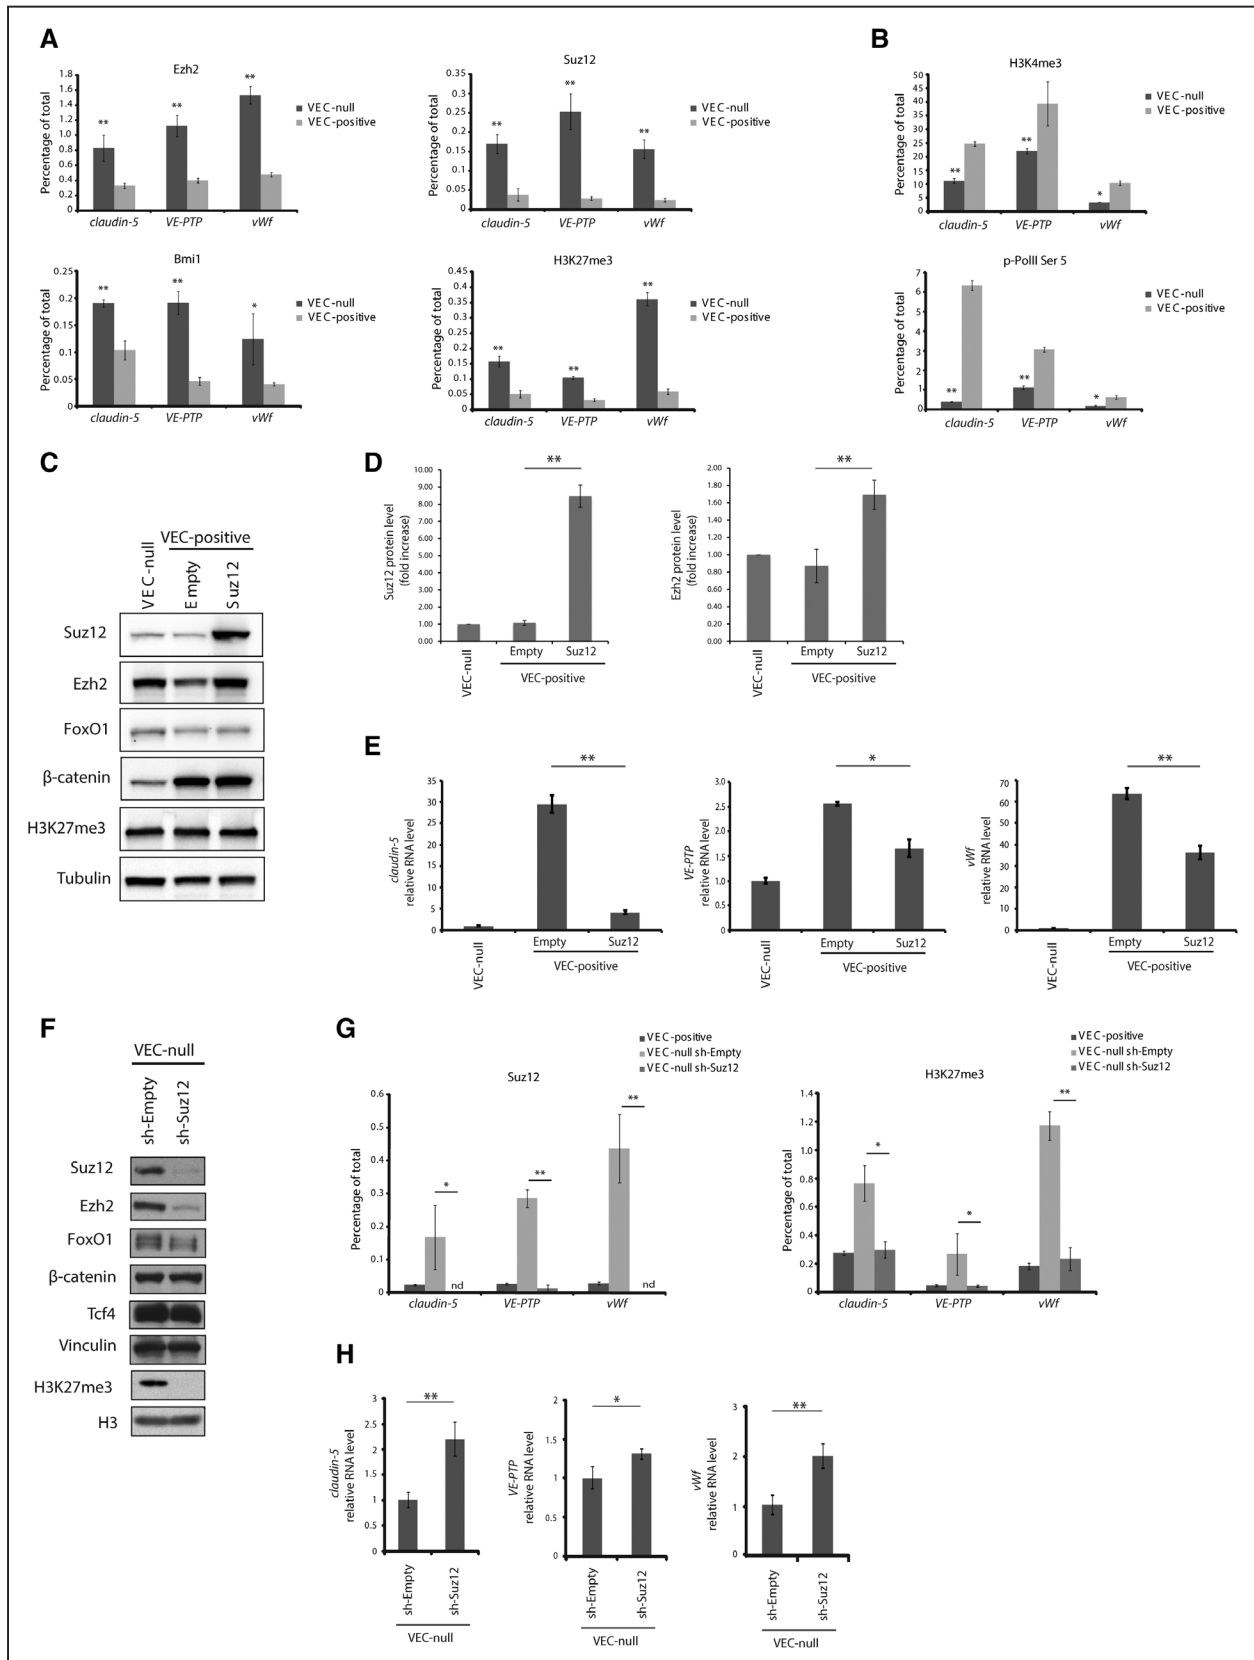 A
Ezh2
Percentage of total
1.8
1.6
1.4
1.2
1.0
0.8
0.6
0.4
0.2
0
**
**
**
claudin-5
VE-PTP
vWf
VEC-null
VEC-positive
Suz12
Percentage of total
0.35
0.3
0.25
0.2
0.15
0.1
0.05
0
**
**
**
claudin-5
VE-PTP
vWf
VEC-null
VEC-positive
Bmi1
Percentage of total
0.25
0.20
0.15
0.1
0.05
0
**
**
*
claudin-5
VE-PTP
vWf
VEC-null
VEC-positive
H3K27me3
Percentage of total
0.45
0.4
0.35
0.3
0.25
0.2
0.15
0.1
0.05
0
**
**
**
claudin-5
VE-PTP
vWf
VEC-null
VEC-positive
B
H3K4me3
Percentage of total
50
45
40
35
30
25
20
15
10
5
0
**
**
*
claudin-5
VE-PTP
vWf
VEC-null
VEC-positive
p-PolII Ser 5
Percentage of total
7
6
5
4
3
2
1
0
**
**
*
claudin-5
VE-PTP
vWf
VEC-null
VEC-positive
C
VEC-positive
VEC-null
Empty
Suz12
Suz12
Ezh2
FoxO1
β-catenin
H3K27me3
Tubulin
D
Suz12 protein level
(fold increase)
10.00
9.00
8.00
7.00
6.00
5.00
4.00
3.00
2.00
1.00
0.00
**
VEC-null
Empty
Suz12
VEC-positive
Ezh2 protein level
(fold increase)
2.00
1.80
1.60
1.40
1.20
1.00
0.80
0.60
0.40
0.20
0.00
**
VEC-null
Empty
Suz12
VEC-positive
E
claudin-5
relative RNA level
35
30
25
20
15
10
5
0
**
VEC-null
Empty
Suz12
VEC-positive
VE-PTP
relative RNA level
3.0
2.5
2.0
1.5
1.0
0.5
0
*
VEC-null
Empty
Suz12
VEC-positive
vWf
relative RNA level
70
60
50
40
30
20
10
0
**
VEC-null
Empty
Suz12
VEC-positive
F
VEC-null
sh-Empty
sh-Suz12
Suz12
Ezh2
FoxO1
β-catenin
Tcf4
Vinculin
H3K27me3
H3
G
VEC-positive
VEC-null sh-Empty
VEC-null sh-Suz12
Suz12
Percentage of total
0.6
0.5
0.4
0.3
0.2
0.1
0
*
nd
**
**
nd
claudin-5
VE-PTP
vWf
VEC-positive
VEC-null sh-Empty
VEC-null sh-Suz12
H3K27me3
Percentage of total
1.4
1.2
1.0
0.8
0.6
0.4
0.2
0
*
*
**
claudin-5
VE-PTP
vWf
H
claudin-5
relative RNA level
3
2.5
2
1.5
1
0.5
0
**
sh-Empty
sh-Suz12
VEC-null
VE-PTP
relative RNA level
2
1.5
1
0.5
0
*
sh-Empty
sh-Suz12
VEC-null
vWf
relative RNA level
3
2
1
0
**
sh-Empty
sh-Suz12
VEC-null